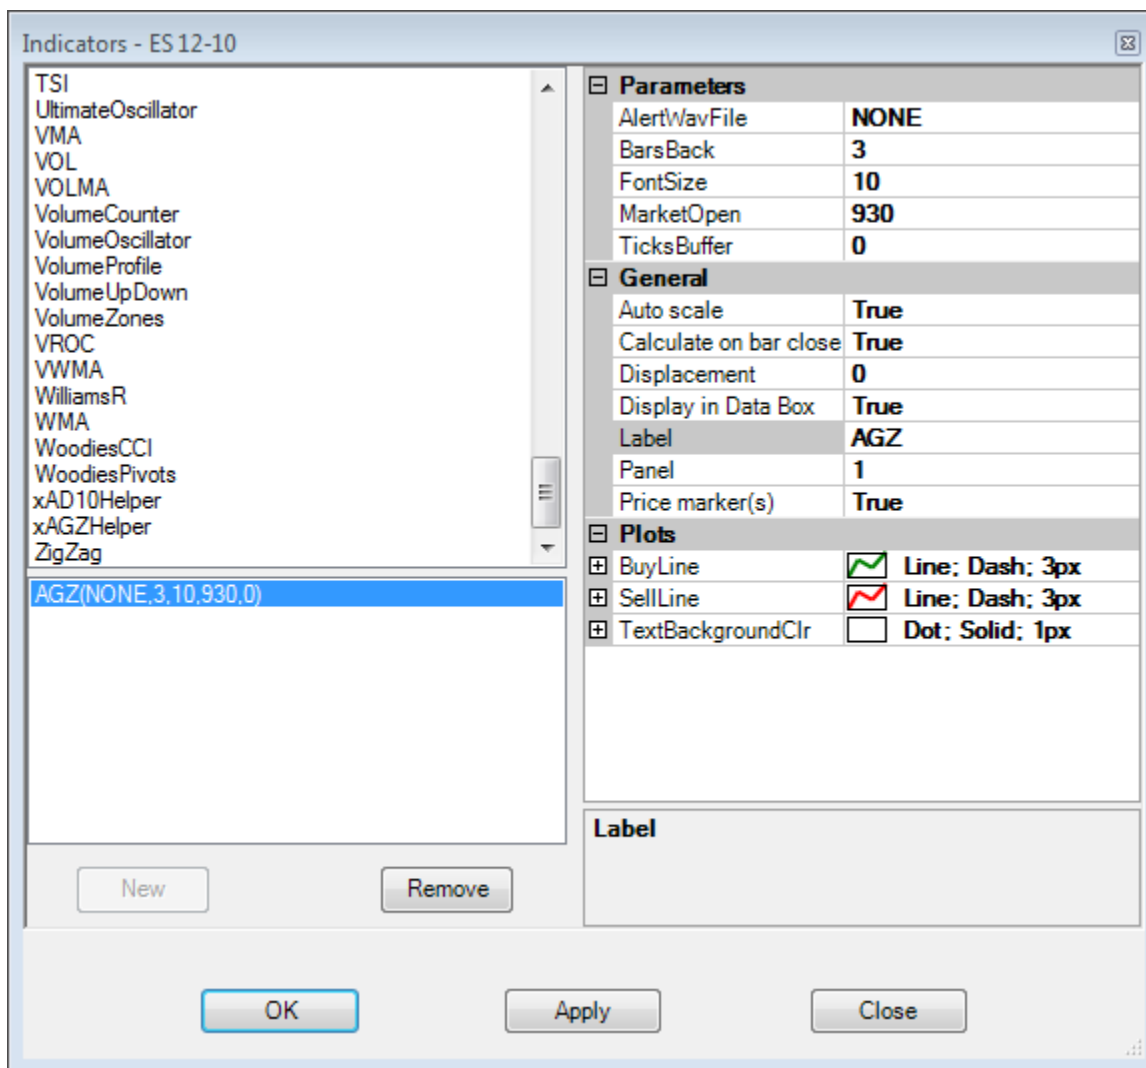 Indicators - ES 12-10
TSI
UltimateOscillator
VMA
VOL
VOLMA
VolumeCounter
VolumeOscillator
VolumeProfile
VolumeUpDown
VolumeZones
VROC
VWMA
WilliamsR
WMA
WoodiesCCI
WoodiesPivots
xAD10Helper
xAGZHelper
ZigZag
AGZ(NONE,3,10,930,0)
New
Remove
Parameters
AlertWavFile NONE
BarsBack 3
FontSize 10
MarketOpen 930
TicksBuffer 0
General
Auto scale True
Calculate on bar close True
Displacement 0
Display in Data Box True
Label AGZ
Panel 1
Price marker(s) True
Plots
BuyLine Line; Dash; 3px
SellLine Line; Dash; 3px
TextBackgroundClr Dot; Solid; 1px
Label
OK
Apply
Close